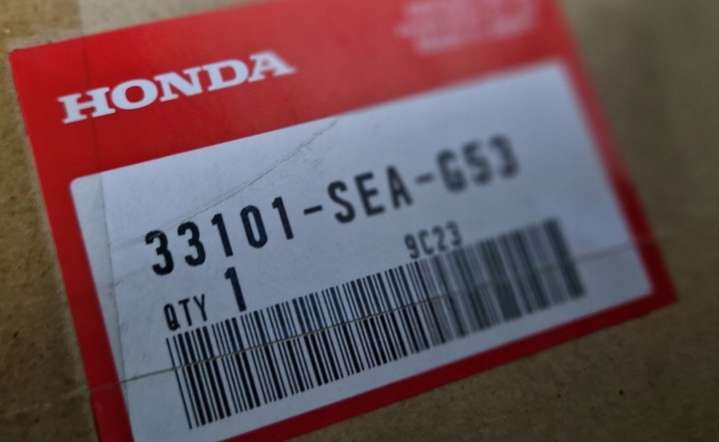 HONDA
33101-SEA-G53
9C23
QTY 1